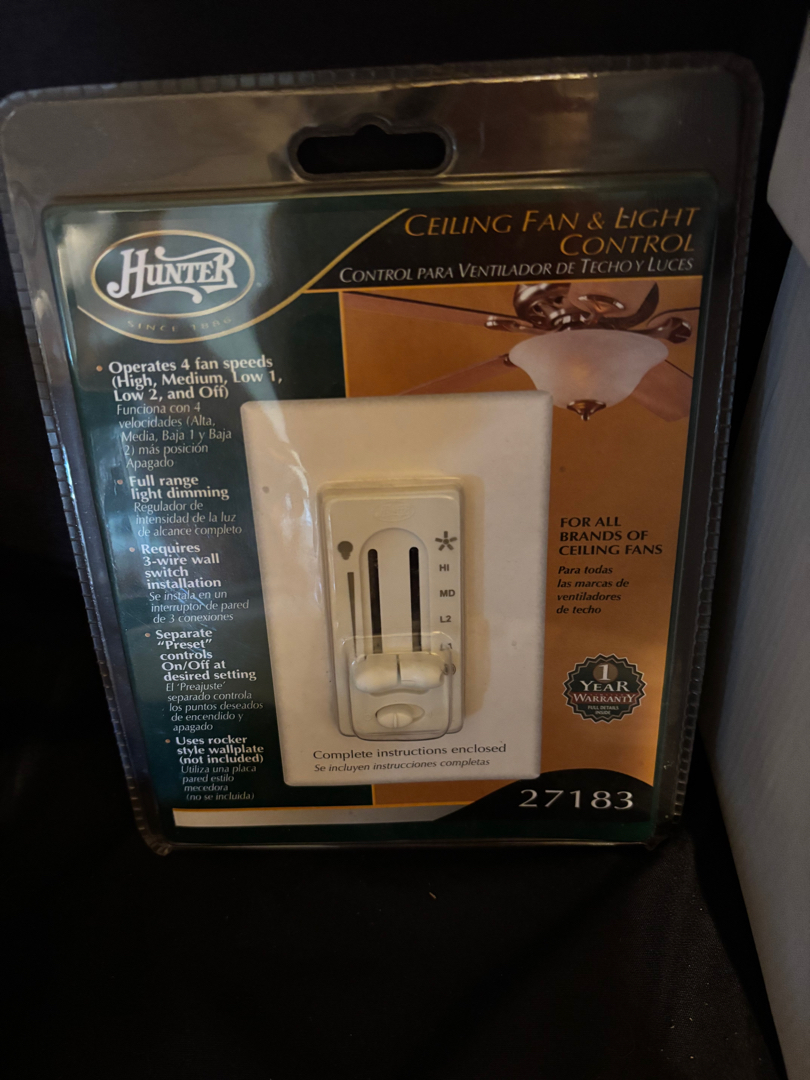 HUNTER
SINCE 1886
CEILING FAN & LIGHT
CONTROL
CONTROL PARA VENTILADOR DE TECHO Y LUCES
• Operates 4 fan speeds
(High, Medium, Low 1,
Low 2, and Off)
Funciona con 4
velocidades (Alta,
Media, Baja 1 y Baja
2) más posición
Apagado
• Full range
light dimming
Regulador de
intensidad de la luz
de alcance completo
• Requires
3-wire wall
switch
installation
Se instala en un
interruptor de pared
de 3 conexiones
• Separate
"Preset"
controls
On/Off at
desired setting
El 'Preajuste'
separado controla
los puntos deseados
de encendido y
apagado
• Uses rocker
style wallplate
(not included)
Utiliza una placa
pared estilo
mecedora
(no se incluida)
HI
MD
L2
Complete instructions enclosed
Se incluyen instrucciones completas
FOR ALL
BRANDS OF
CEILING FANS
Para todas
las marcas de
ventiladores
de techo
1
YEAR
WARRANTY
FULL DETAILS
INSIDE
27183